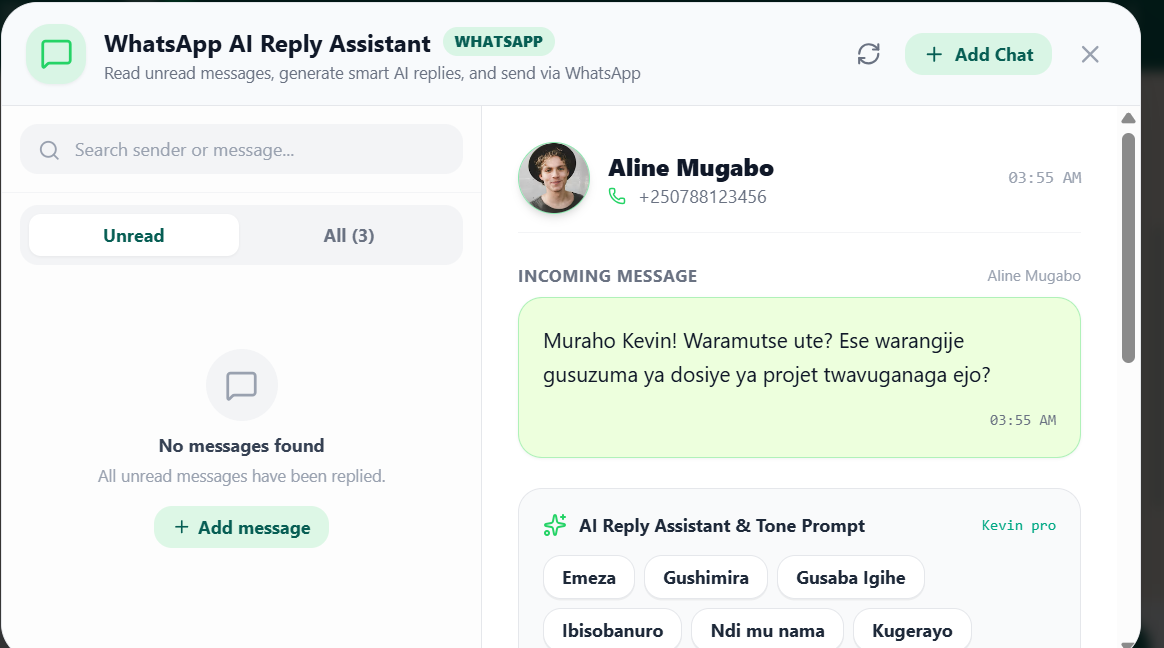 WhatsApp AI Reply Assistant WHATSAPP
Read unread messages, generate smart AI replies, and send via WhatsApp
+ Add Chat
Search sender or message...
Unread
All (3)
No messages found
All unread messages have been replied.
+ Add message
Aline Mugabo
+250788123456
03:55 AM
INCOMING MESSAGE
Aline Mugabo
Muraho Kevin! Waramutse ute? Ese warangije
gusuzuma ya dosiye ya projet twavuganaga ejo?
03:55 AM
AI Reply Assistant & Tone Prompt
Kevin pro
Emeza
Gushimira
Gusaba Igihe
Ibisobanuro
Ndi mu nama
Kugerayo